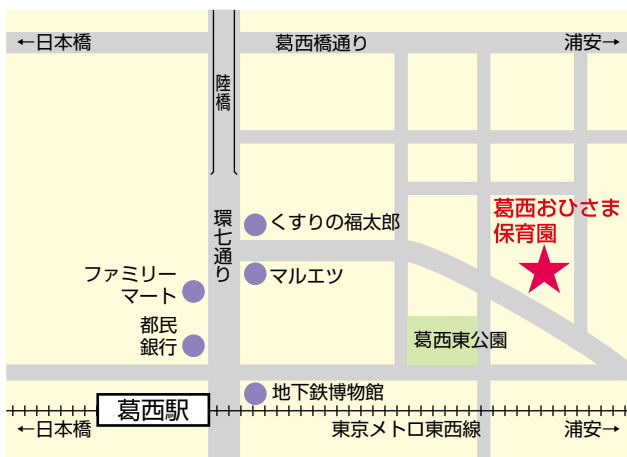 ←日本橋
葛西橋通り
浦安→
陸橋
環七通り
くすりの福太郎
葛西おひさま
保育園
マルエツ
ファミリー
マート
都民
銀行
葛西東公園
地下鉄博物館
葛西駅
←日本橋
東京メトロ東西線
浦安→